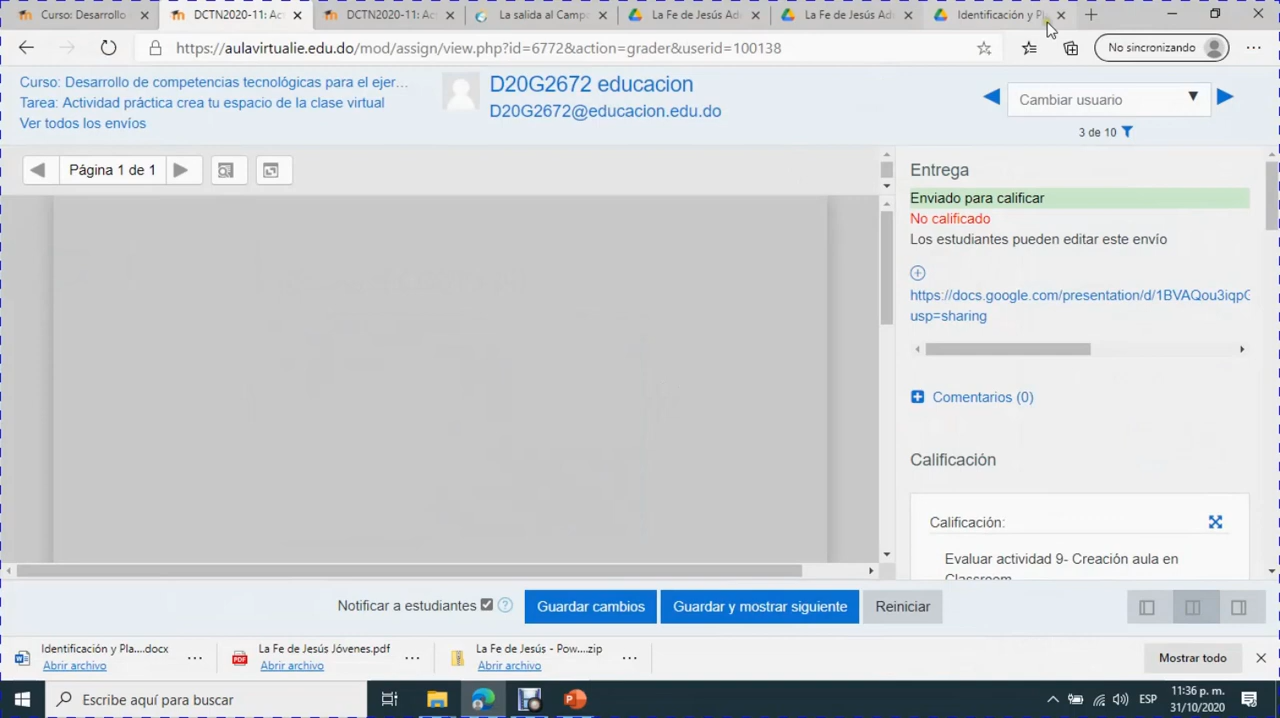 Curso: Desarrollo
DCTN2020-11: Ac
DCTN2020-11: Ac
La salida al Camp
La Fe de Jesús Ad
La Fe de Jesús Ad
Identificación y Pl
https://aulavirtualie.edu.do/mod/assign/view.php?id=6772&action=grader&userid=100138
No sincronizando
Curso: Desarrollo de competencias tecnológicas para el ejer...
Tarea: Actividad práctica crea tu espacio de la clase virtual
Ver todos los envíos
D20G2672 educacion
D20G2672@educacion.edu.do
Cambiar usuario
3 de 10
Página 1 de 1
Entrega
Enviado para calificar
No calificado
Los estudiantes pueden editar este envío
https://docs.google.com/presentation/d/1BVAQou3iqp
usp=sharing
Comentarios (0)
Calificación
Calificación:
Evaluar actividad 9- Creación aula en
Classroom
Notificar a estudiantes
Guardar cambios
Guardar y mostrar siguiente
Reiniciar
Identificación y Pla....docx
Abrir archivo
La Fe de Jesús Jóvenes.pdf
Abrir archivo
La Fe de Jesús - Pow....zip
Abrir archivo
Mostrar todo
Escribe aquí para buscar
ESP
11:36 p. m.
31/10/2020